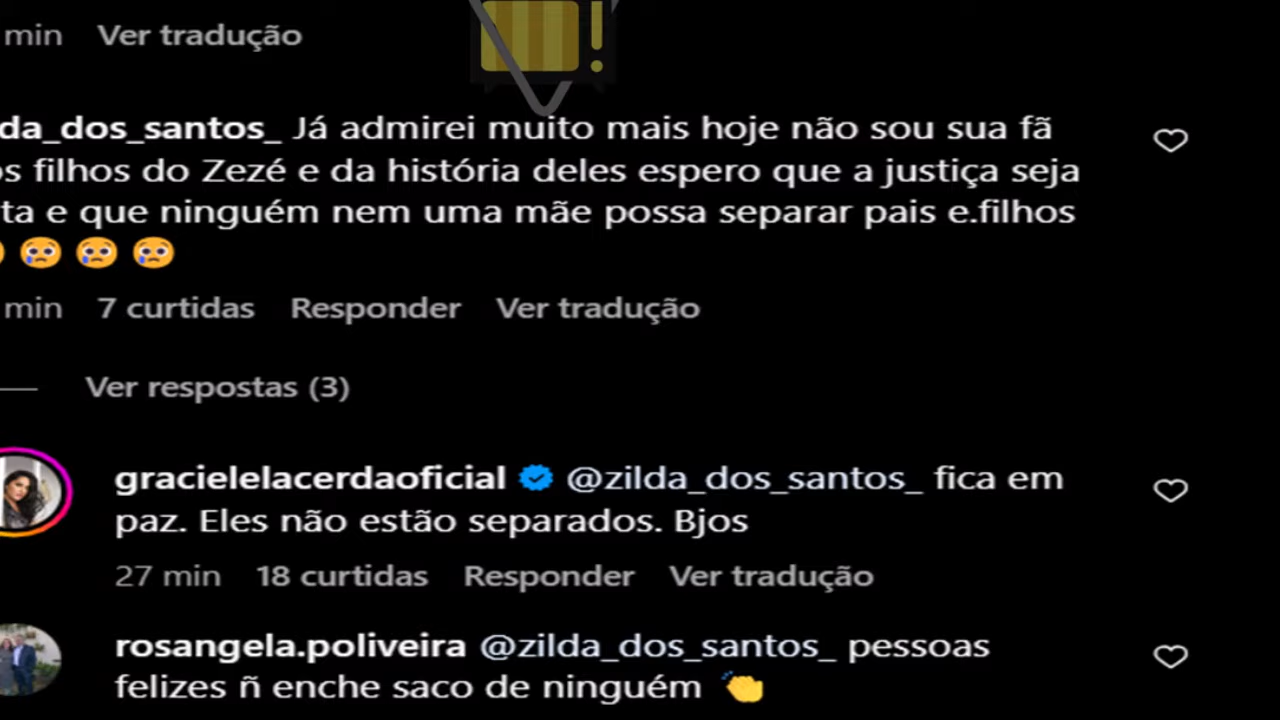 min Ver tradução
da_dos_santos_ Já admirei muito mais hoje não sou sua fã
os filhos do Zezé e da história deles espero que a justiça seja
ta e que ninguém nem uma mãe possa separar pais e.filhos
min 7 curtidas Responder Ver tradução
Ver respostas (3)
gracielelacerdaoficial @zilda_dos_santos_ fica em
paz. Eles não estão separados. Bjos
27 min 18 curtidas Responder Ver tradução
rosangela.poliveira @zilda_dos_santos_ pessoas
felizes ñ enche saco de ninguém